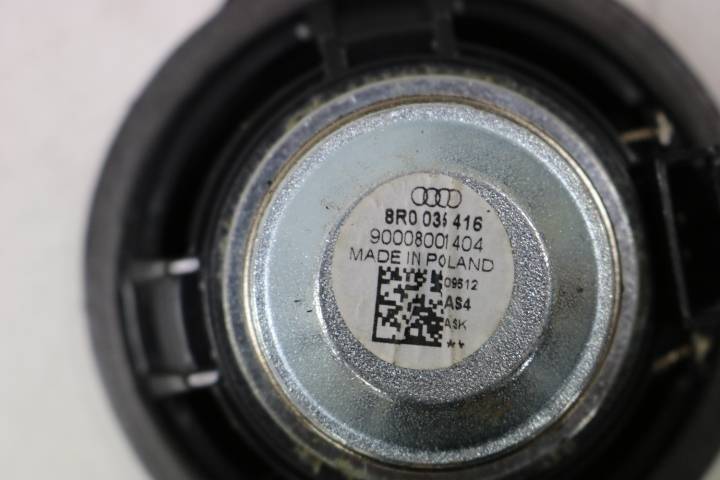 8R0 035 416
90008001404
MADE IN POLAND
09512
AS4
ASK
**